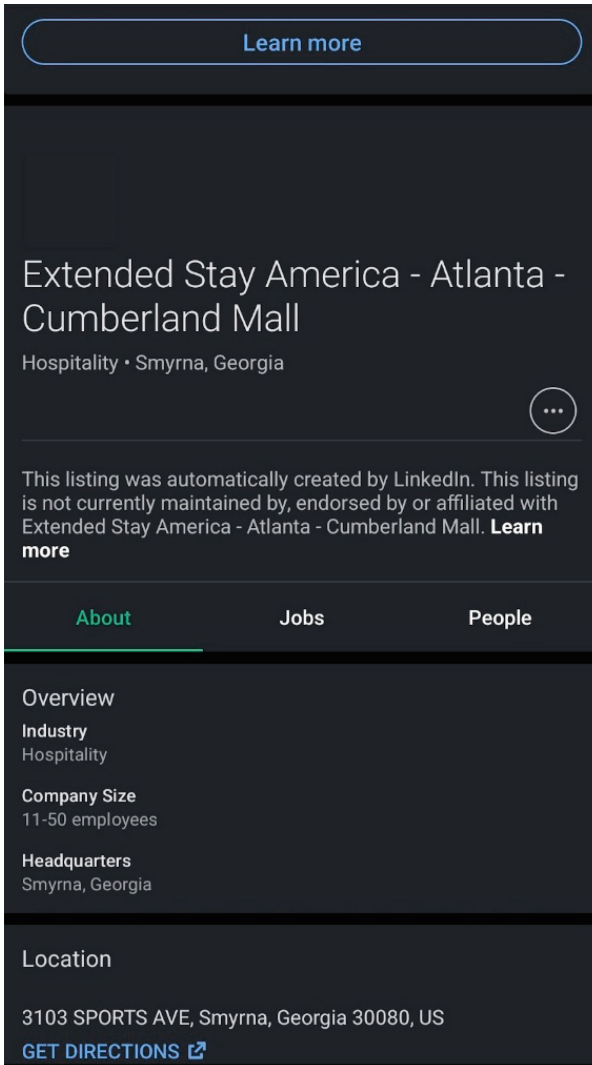 Learn more
Extended Stay America - Atlanta -
Cumberland Mall
Hospitality • Smyrna, Georgia
This listing was automatically created by LinkedIn. This listing
is not currently maintained by, endorsed by or affiliated with
Extended Stay America - Atlanta - Cumberland Mall. Learn
more
About Jobs People
Overview
Industry
Hospitality
Company Size
11-50 employees
Headquarters
Smyrna, Georgia
Location
3103 SPORTS AVE, Smyrna, Georgia 30080, US
GET DIRECTIONS